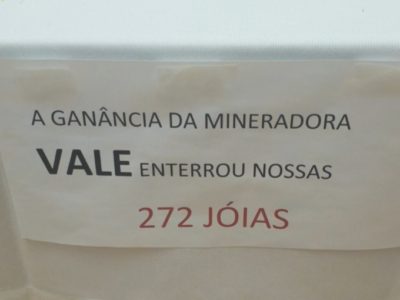 A GANÂNCIA DA MINERADORA
VALE ENTERROU NOSSAS
272 JÓIAS